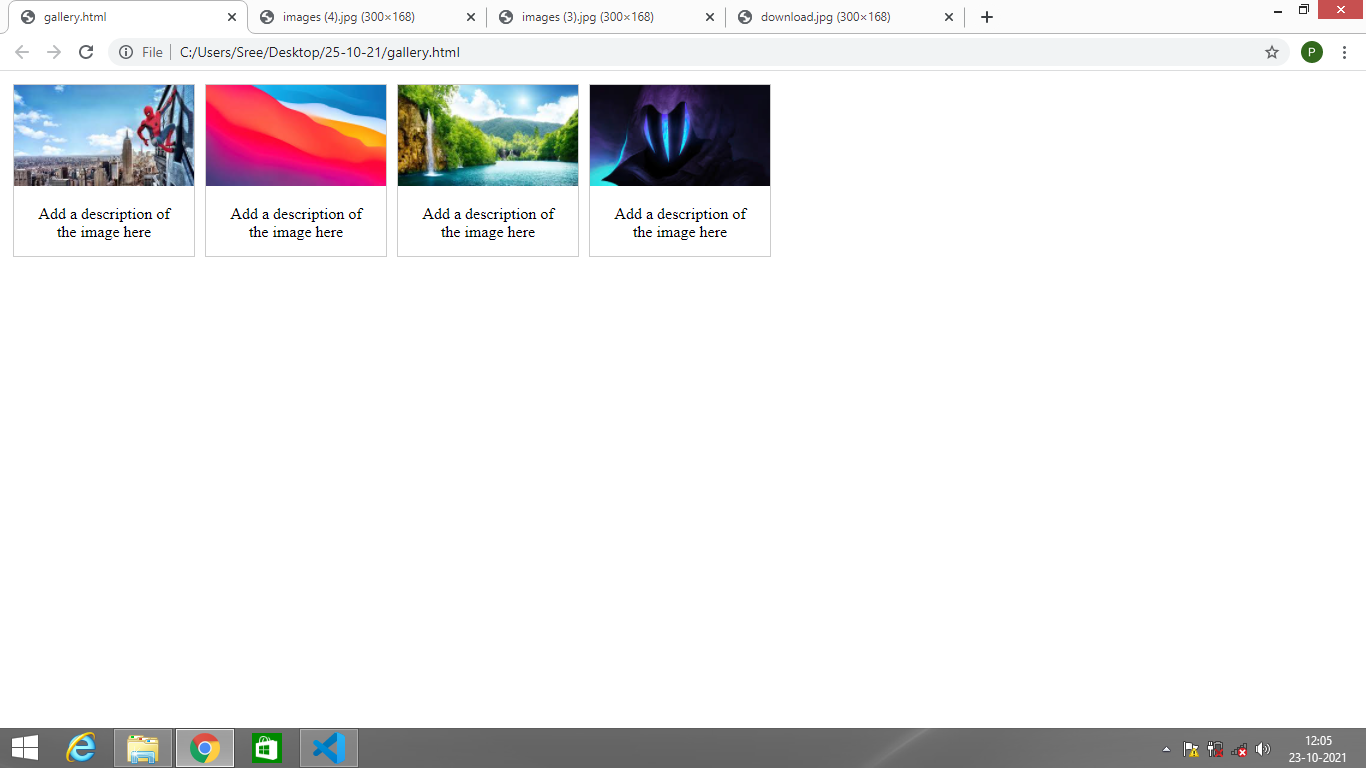 gallery.html
images (4).jpg (300×168)
images (3).jpg (300×168)
download.jpg (300×168)
File
C:/Users/Sree/Desktop/25-10-21/gallery.html
P
Add a description of
the image here
Add a description of
the image here
Add a description of
the image here
Add a description of
the image here
12:05
23-10-2021